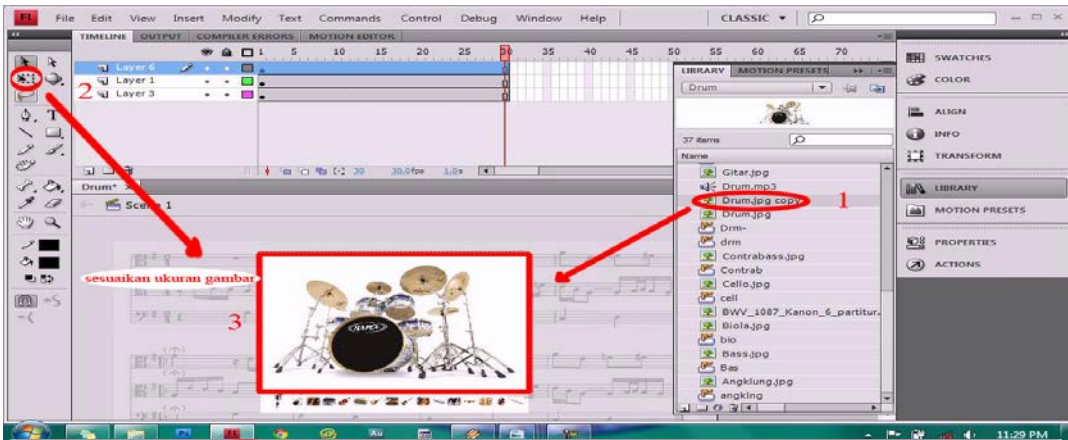 FL File Edit View Insert Modify Text Commands Control Debug Window Help CLASSIC
TIMELINE OUTPUT COMPILER ERRORS MOTION EDITOR
1 5 10 15 20 25 30 35 40 45 50 55 60 65 70
Layer 6
Layer 1
2 Layer 3
30 30.0fps 1.0s
Drum*
Scene 1
LIBRARY MOTION PRESETS
Drum
37 items
Name
Gitar.jpg
Drum.mp3
Drum.jpg copy 1
Drum.jpg
Drm-
drm
Contrabass.jpg
Contrab
Cello.jpg
cell
BWV_1087_Kanon_6_partitur.
Biola.jpg
bio
Bass.jpg
Bas
Angklung.jpg
angklng
SWATCHES
COLOR
ALIGN
INFO
TRANSFORM
LIBRARY
MOTION PRESETS
PROPERTIES
ACTIONS
sesuaikan ukuran gambar
3
11:29 PM